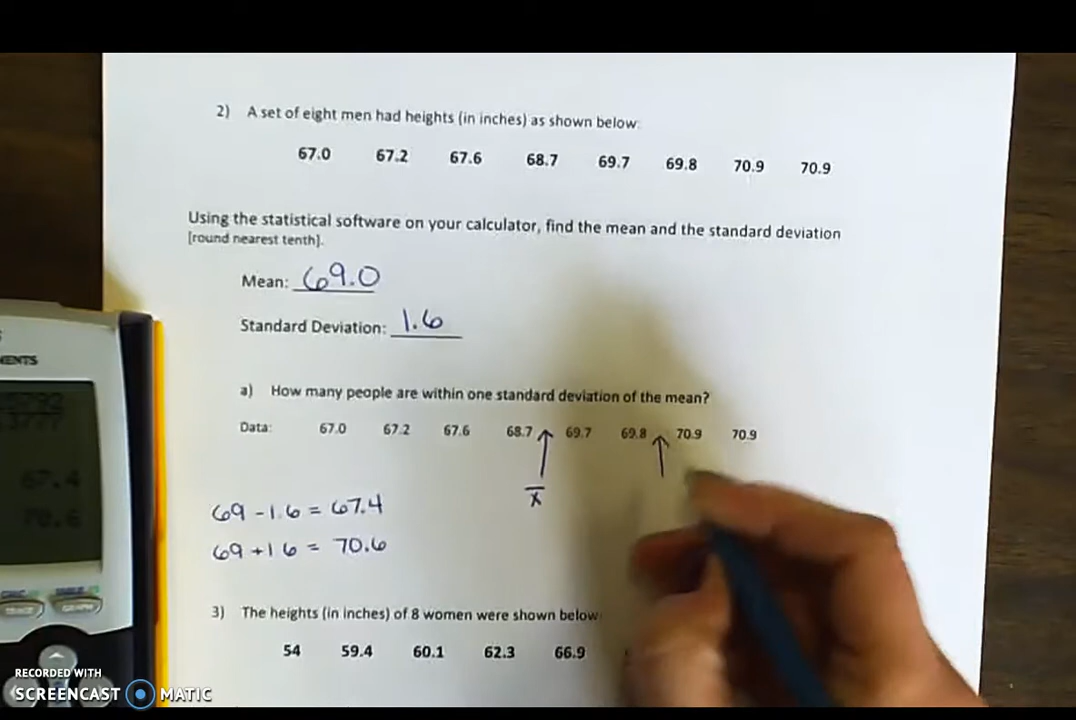 2) A set of eight men had heights (in inches) as shown below:
67.0 67.2 67.6 68.7 69.7 69.8 70.9 70.9
Using the statistical software on your calculator, find the mean and the standard deviation
[round nearest tenth].
Mean: 69.0
Standard Deviation: 1.6
a) How many people are within one standard deviation of the mean?
Data: 67.0 67.2 67.6 68.7 69.7 69.8 70.9 70.9
x̄
69 - 1.6 = 67.4
69 + 1.6 = 70.6
67.4
70.6
3) The heights (in inches) of 8 women were shown below:
54 59.4 60.1 62.3 66.9
RECORDED WITH
SCREENCAST MATIC